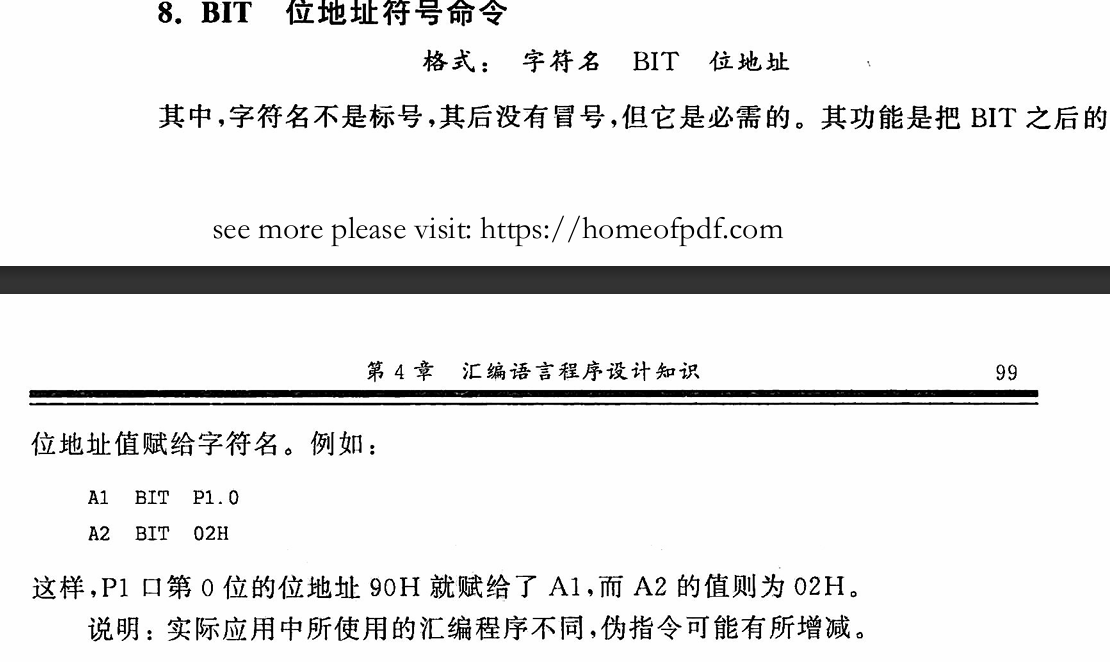 8. BIT 位地址符号命令
格式： 字符名 BIT 位地址
其中,字符名不是标号,其后没有冒号,但它是必需的。其功能是把 BIT 之后的
see more please visit: https://homeofpdf.com
第 4 章 汇编语言程序设计知识 99
位地址值赋给字符名。例如：
A1 BIT P1.0
A2 BIT 02H
这样,P1 口第 0 位的位地址 90H 就赋给了 A1,而 A2 的值则为 02H。
说明：实际应用中所使用的汇编程序不同,伪指令可能有所增减。